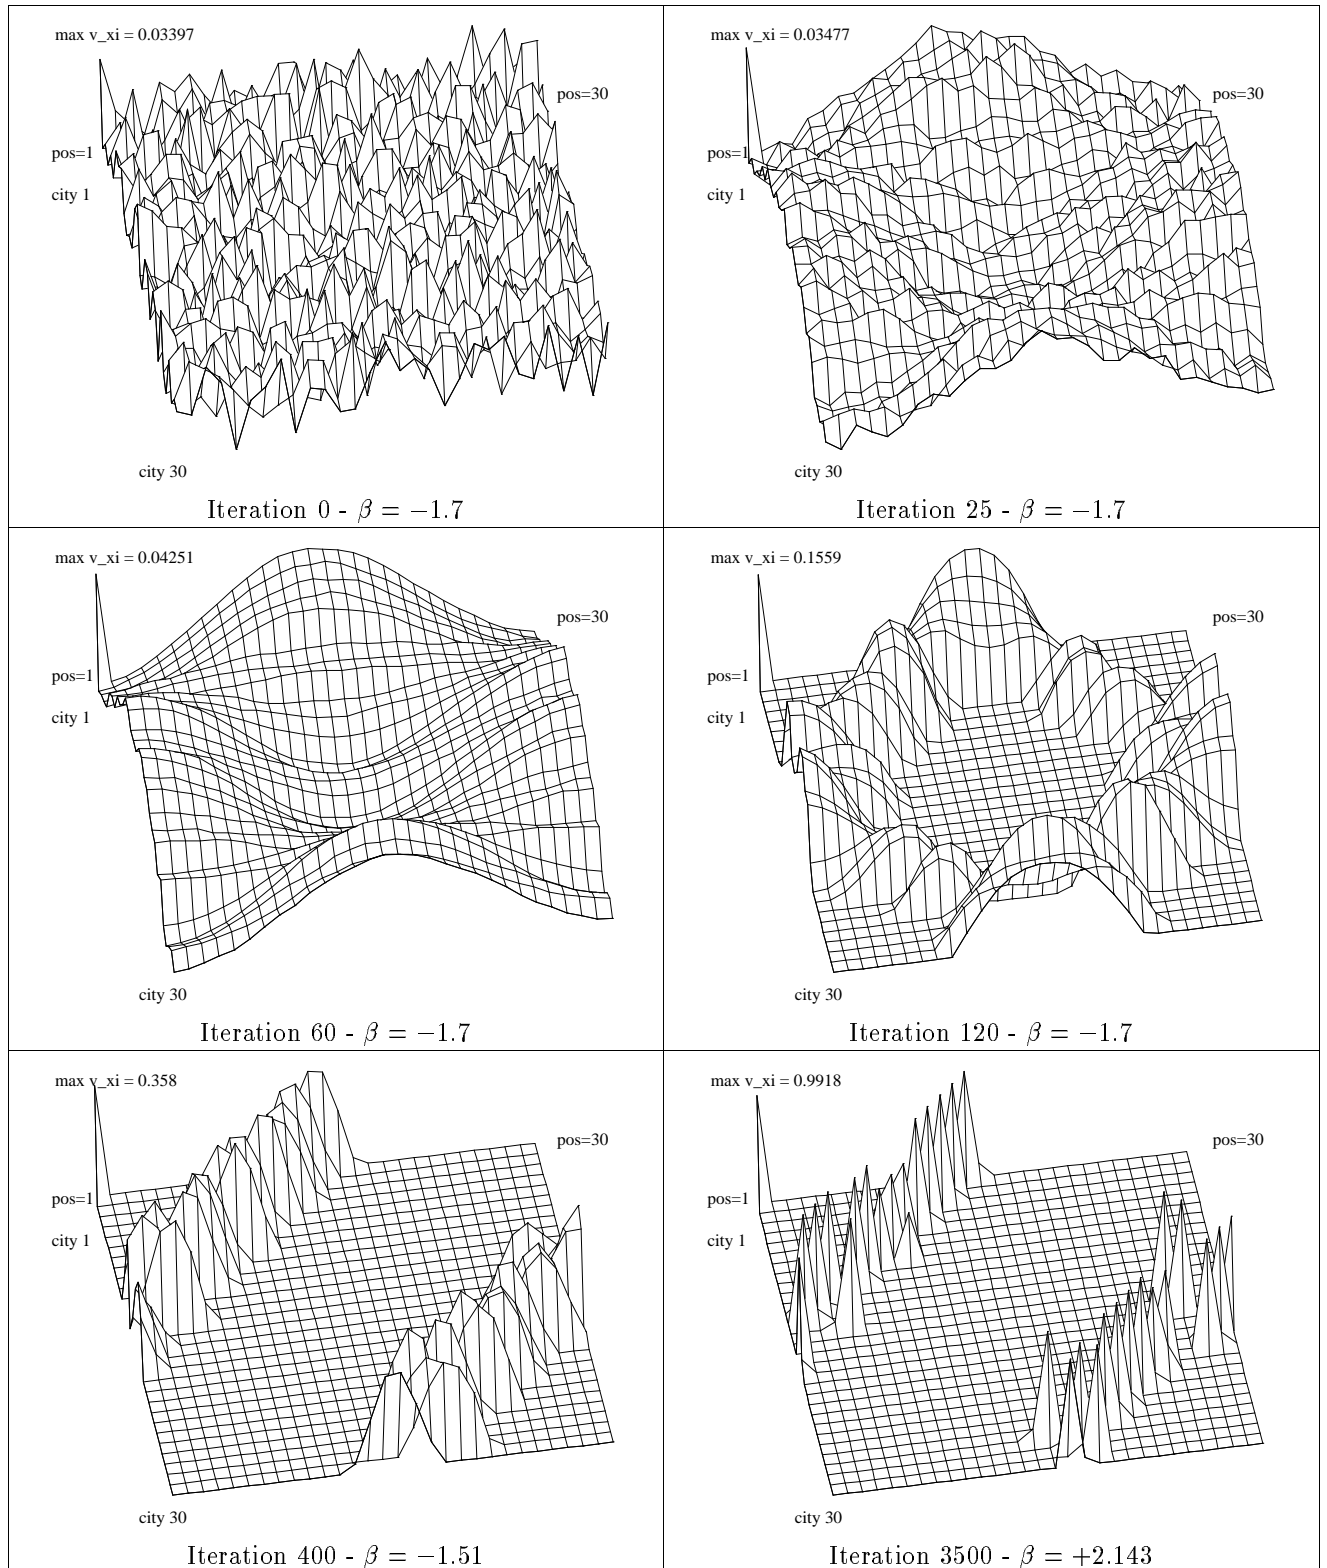 max v_xi = 0.03397
pos=30
pos=1
city 1
city 30
Iteration 0 - β = −1.7
max v_xi = 0.03477
pos=30
pos=1
city 1
city 30
Iteration 25 - β = −1.7
max v_xi = 0.04251
pos=30
pos=1
city 1
city 30
Iteration 60 - β = −1.7
max v_xi = 0.1559
pos=30
pos=1
city 1
city 30
Iteration 120 - β = −1.7
max v_xi = 0.358
pos=30
pos=1
city 1
city 30
Iteration 400 - β = −1.51
max v_xi = 0.9918
pos=30
pos=1
city 1
city 30
Iteration 3500 - β = +2.143